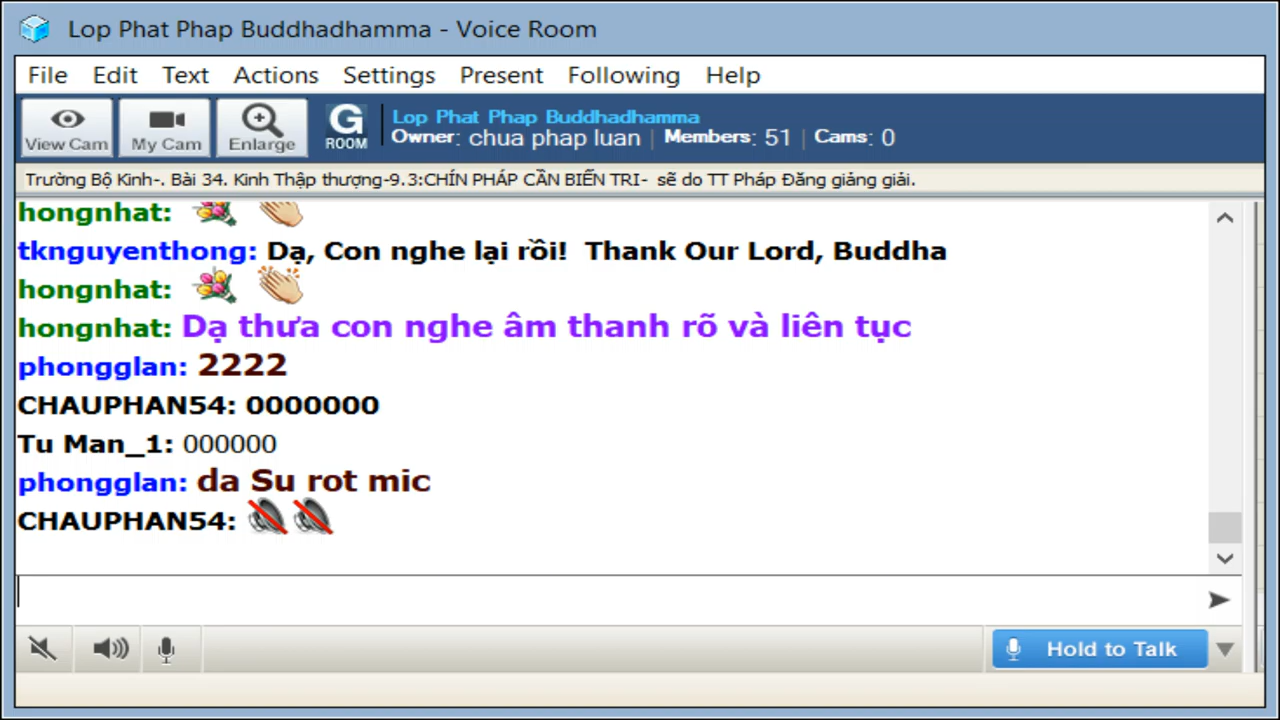 Lop Phat Phap Buddhadhamma - Voice Room
File Edit Text Actions Settings Present Following Help
View Cam My Cam Enlarge G ROOM
Lop Phat Phap Buddhadhamma
Owner: chua phap luan | Members: 51 | Cams: 0
Trường Bộ Kinh-. Bài 34. Kinh Thập thượng-9.3:CHÍN PHÁP CẦN BIẾN TRI- sẽ do TT Pháp Đăng giảng giải.
hongnhat:
tknguyenthong: Dạ, Con nghe lại rồi! Thank Our Lord, Buddha
hongnhat:
hongnhat: Dạ thưa con nghe âm thanh rõ và liên tục
phongglan: 2222
CHAUPHAN54: 0000000
Tu Man_1: 000000
phongglan: da Su rot mic
CHAUPHAN54:
Hold to Talk